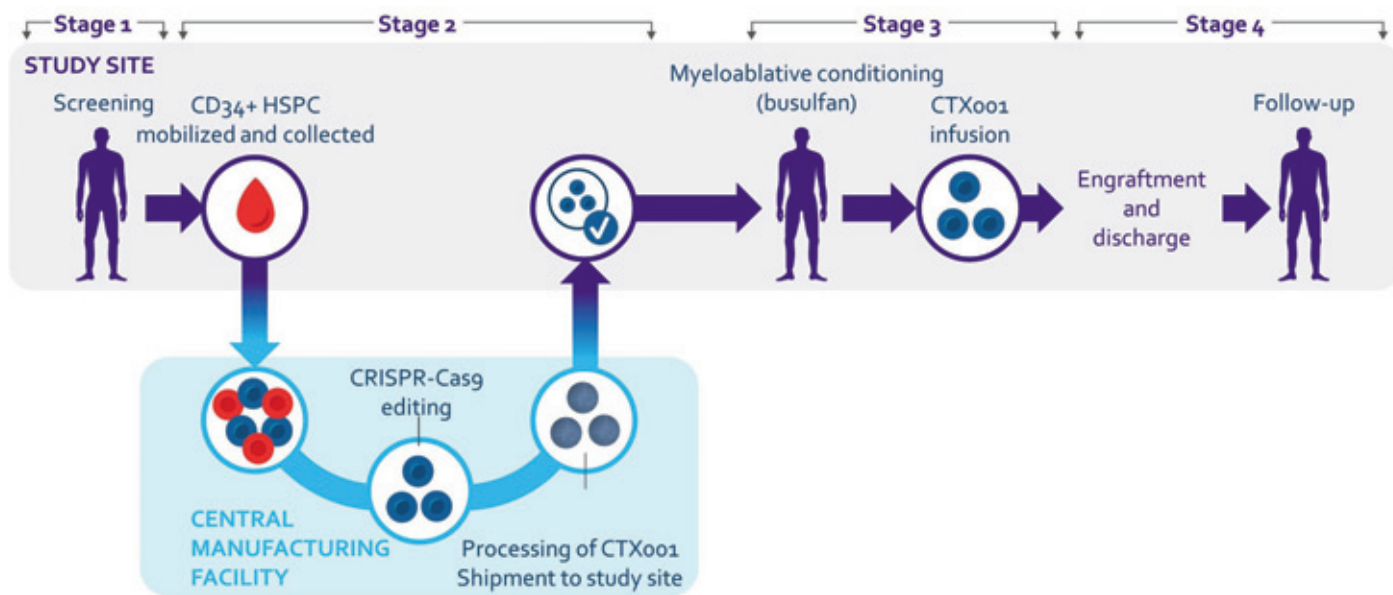 Stage 1
Stage 2
Stage 3
Stage 4
STUDY SITE
Screening
CD34+ HSPC
mobilized and collected
Myeloablative conditioning
(busulfan)
CTX001
infusion
Engraftment
and
discharge
Follow-up
CRISPR-Cas9
editing
CENTRAL
MANUFACTURING
FACILITY
Processing of CTX001
Shipment to study site